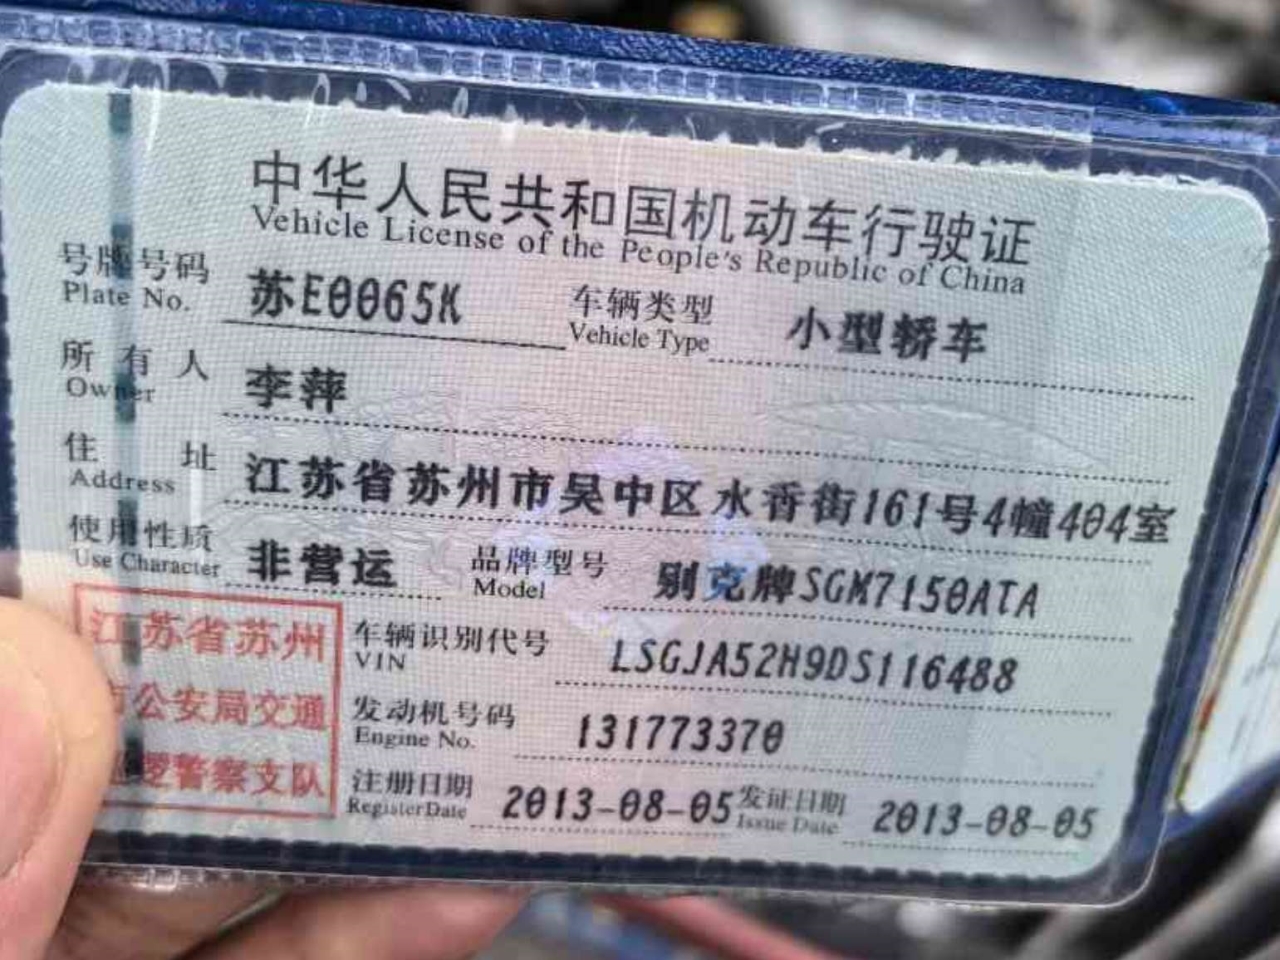 中华人民共和国机动车行驶证
Vehicle License of the People's Republic of China
号牌号码 苏E0065K 车辆类型 小型轿车
Plate No. Vehicle Type
所有人 李萍
Owner
住址 江苏省苏州市吴中区水香街161号4幢404室
Address
使用性质 非营运 品牌型号 别克牌SGM7150ATA
Use Character Model
江苏省苏州 车辆识别代号 LSGJA52H9DS116488
VIN
公安局交通 发动机号码 131773370
Engine No.
逻警察支队 注册日期 2013-08-05 发证日期 2013-08-05
Register Date Issue Date